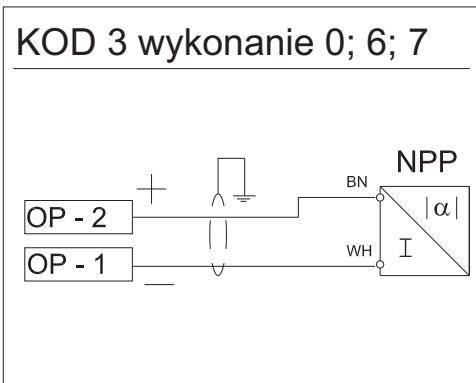 KOD 3 wykonanie 0; 6; 7
NPP
BN
+
|α|
OP - 2
WH
I
OP - 1
—